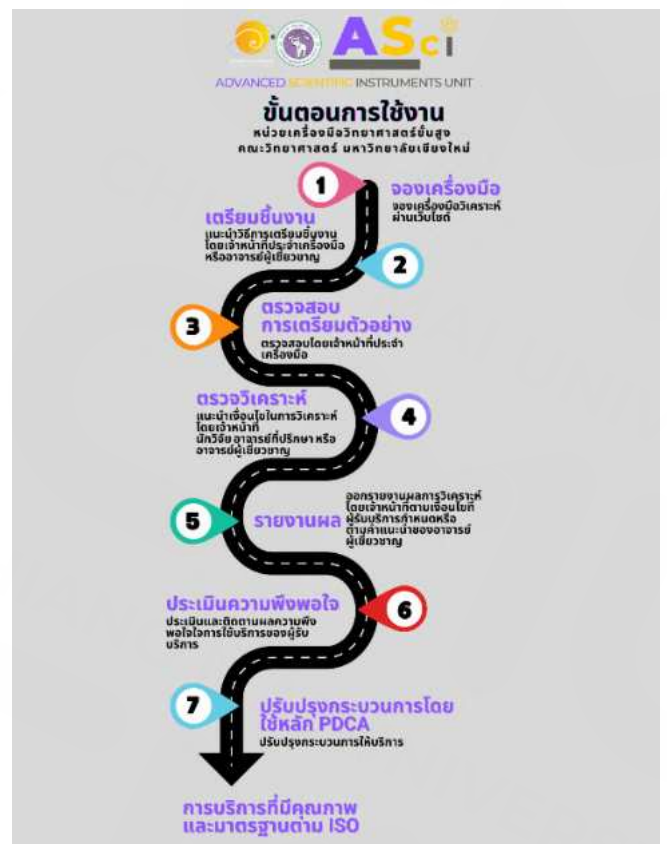 ASci
ADVANCED SCIENTIFIC INSTRUMENTS UNIT
ขั้นตอนการใช้งาน
หน่วยเครื่องมือวิทยาศาสตร์ขั้นสูง
คณะวิทยาศาสตร์ มหาวิทยาลัยเชียงใหม่
1
จองเครื่องมือ
จองเครื่องมือวิเคราะห์
ผ่านเว็บไซต์
เตรียมชิ้นงาน
แนะนำวิธีการเตรียมชิ้นงาน
โดยเจ้าหน้าที่ประจำเครื่องมือ
หรืออาจารย์ผู้เชี่ยวชาญ
2
3
ตรวจสอบ
การเตรียมตัวอย่าง
ตรวจสอบโดยเจ้าหน้าที่ประจำ
เครื่องมือ
ตรวจวิเคราะห์
แนะนำเงื่อนไขในการวิเคราะห์
โดยเจ้าหน้าที่
นักวิจัย อาจารย์ที่ปรึกษา หรือ
อาจารย์ผู้เชี่ยวชาญ
4
5
รายงานผล
ออกรายงานผลการวิเคราะห์
โดยเจ้าหน้าที่ตามเงื่อนไขที่
ผู้รับบริการกำหนดหรือ
ตามคำแนะนำของอาจารย์
ผู้เชี่ยวชาญ
ประเมินความพึงพอใจ
ประเมินและติดตามผลความพึง
พอใจในการใช้บริการของผู้รับ
บริการ
6
7
ปรับปรุงกระบวนการโดย
ใช้หลัก PDCA
ปรับปรุงกระบวนการให้บริการ
การบริการที่มีคุณภาพ
และมาตรฐานตาม ISO